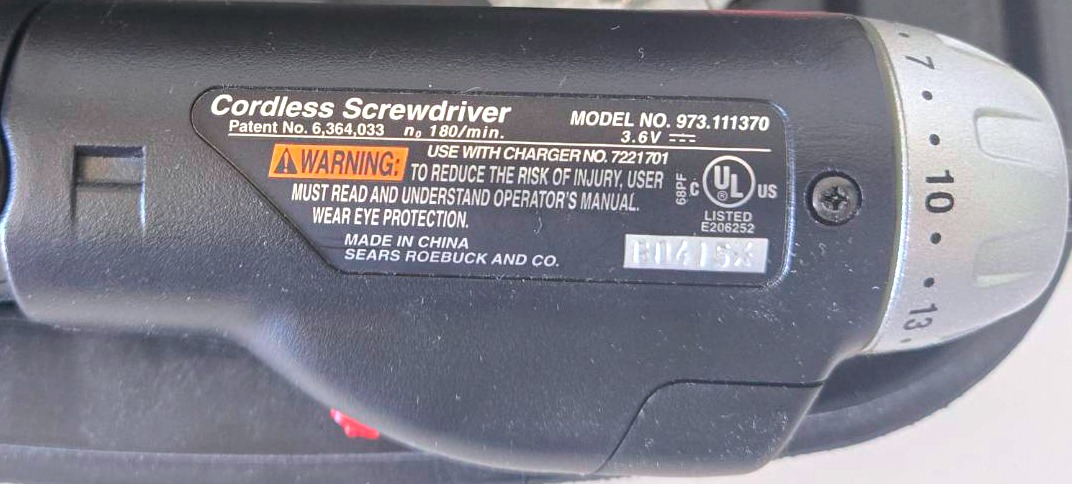 Cordless Screwdriver
Patent No. 6,364,033 n₀ 180/min.
MODEL NO. 973.111370
3.6V
USE WITH CHARGER NO. 7221701
WARNING: TO REDUCE THE RISK OF INJURY, USER
MUST READ AND UNDERSTAND OPERATOR'S MANUAL.
WEAR EYE PROTECTION.
MADE IN CHINA
SEARS ROEBUCK AND CO.
68PF
C UL ® US
LISTED
E206252
7
10
13